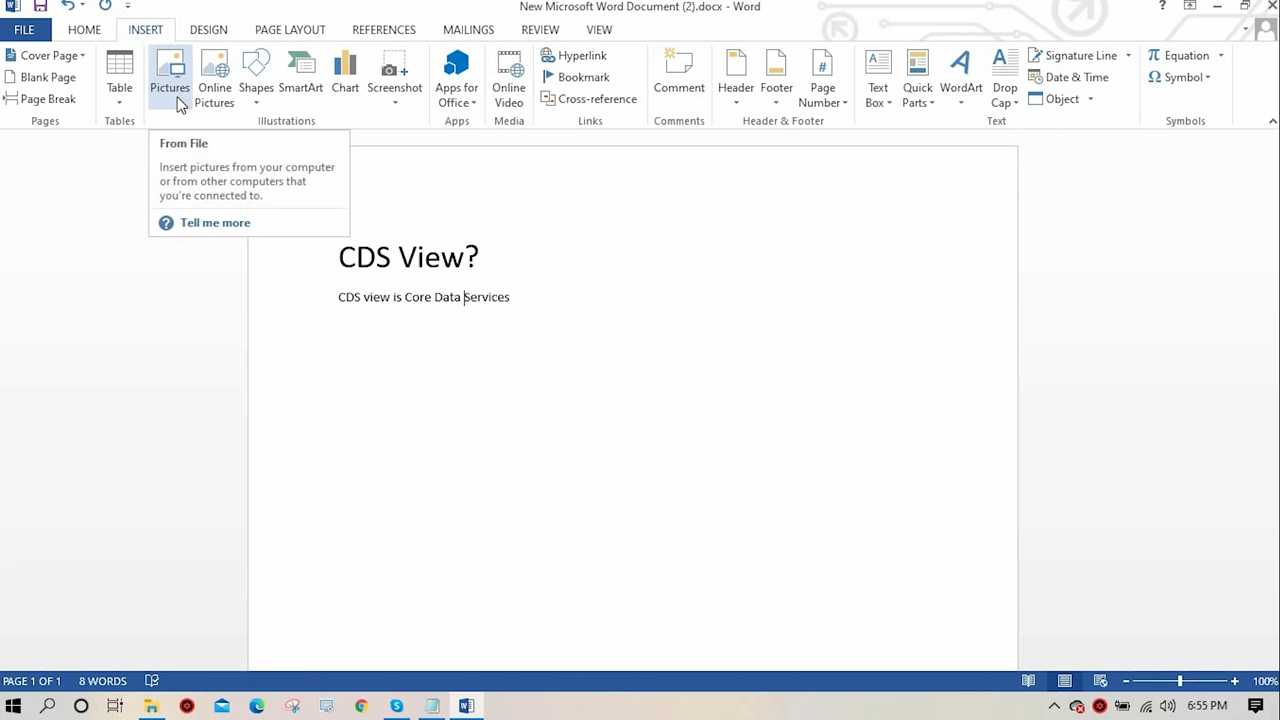 New Microsoft Word Document (2).docx - Word
?
FILE
HOME
INSERT
DESIGN
PAGE LAYOUT
REFERENCES
MAILINGS
REVIEW
VIEW
Cover Page
Blank Page
Page Break
Pages
Table
Tables
Pictures
Online
Pictures
Shapes
SmartArt
Chart
Screenshot
Illustrations
Apps for
Office
Apps
Online
Video
Media
Hyperlink
Bookmark
Cross-reference
Links
Comment
Comments
Header
Footer
Page
Number
Header & Footer
Text
Box
Quick
Parts
WordArt
Drop
Cap
Signature Line
Date & Time
Object
Text
Equation
Symbol
Symbols
From File
Insert pictures from your computer
or from other computers that
you're connected to.
? Tell me more
CDS View?
CDS view is Core Data Services
PAGE 1 OF 1
8 WORDS
100%
6:55 PM